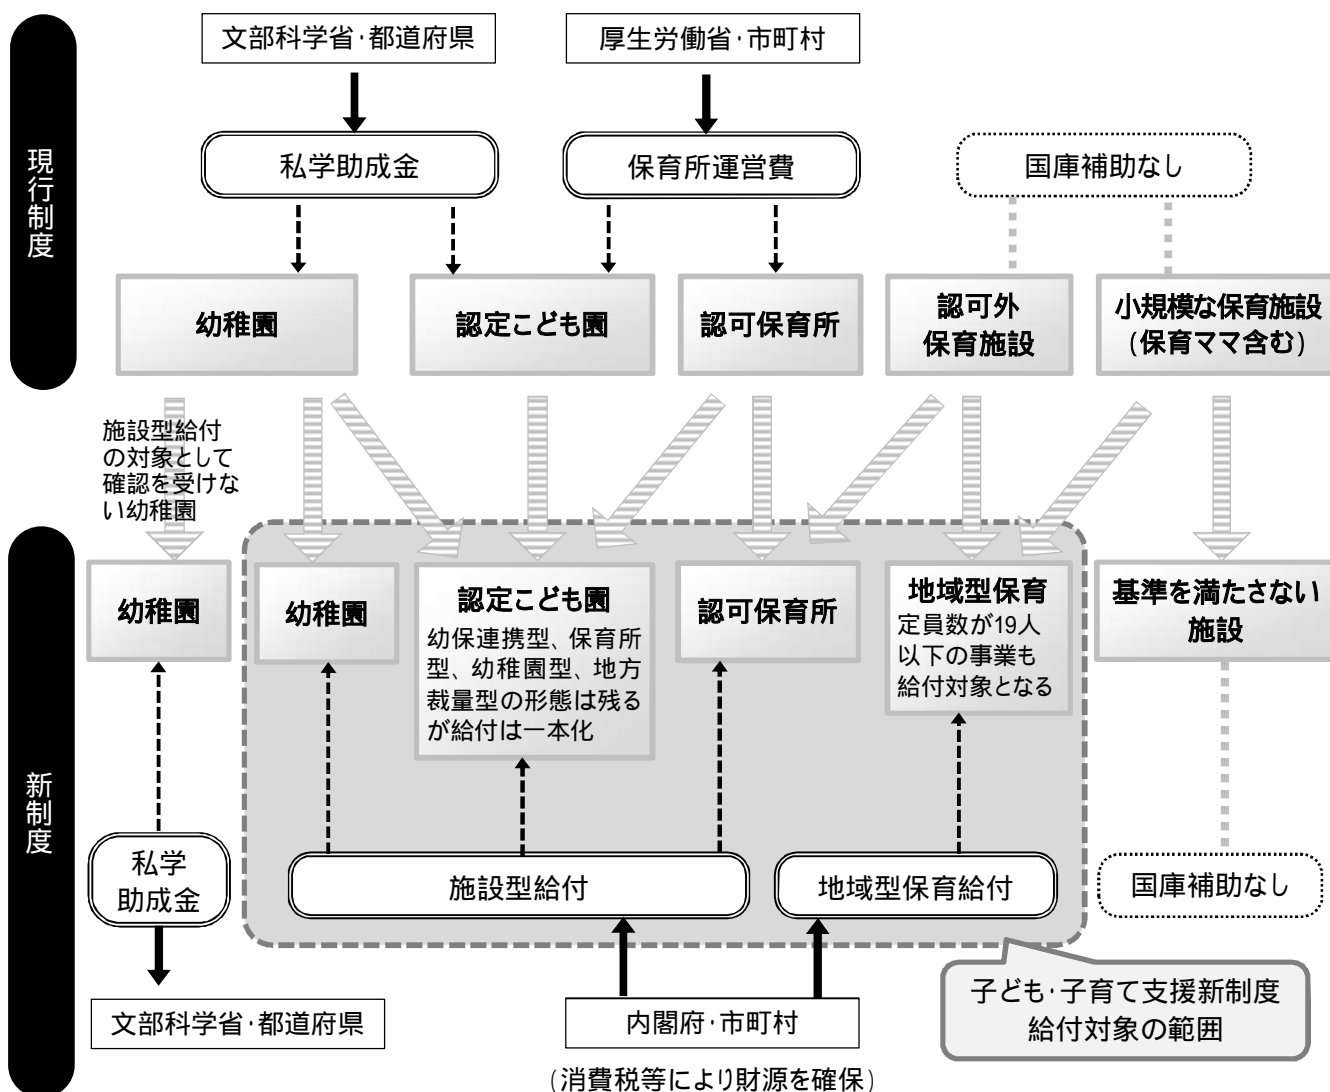 現行制度
文部科学省・都道府県
厚生労働省・市町村
私学助成金
保育所運営費
国庫補助なし
幼稚園
認定こども園
認可保育所
認可外
保育施設
小規模な保育施設
(保育ママ含む)
施設型給付
の対象として
確認を受けな
い幼稚園
新制度
幼稚園
幼稚園
認定こども園
幼保連携型、保育所
型、幼稚園型、地方
裁量型の形態は残る
が給付は一本化
認可保育所
地域型保育
定員数が19人
以下の事業も
給付対象となる
基準を満たさない
施設
私学
助成金
施設型給付
地域型保育給付
国庫補助なし
文部科学省・都道府県
内閣府・市町村
(消費税等により財源を確保)
子ども・子育て支援新制度
給付対象の範囲